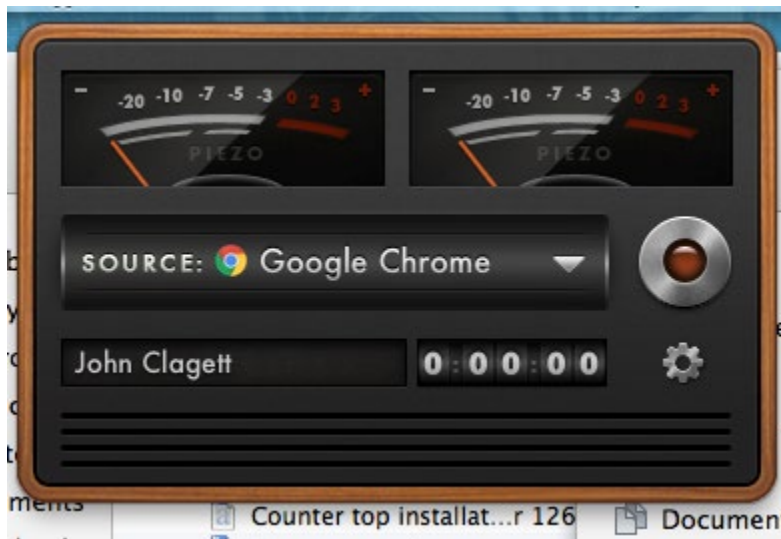 - -20 -10 -7 -5 -3 0 2 3 +
PIEZO
- -20 -10 -7 -5 -3 0 2 3 +
PIEZO
SOURCE: Google Chrome
John Clagett
0:00:00
ments
Counter top installat...r 126
Documen